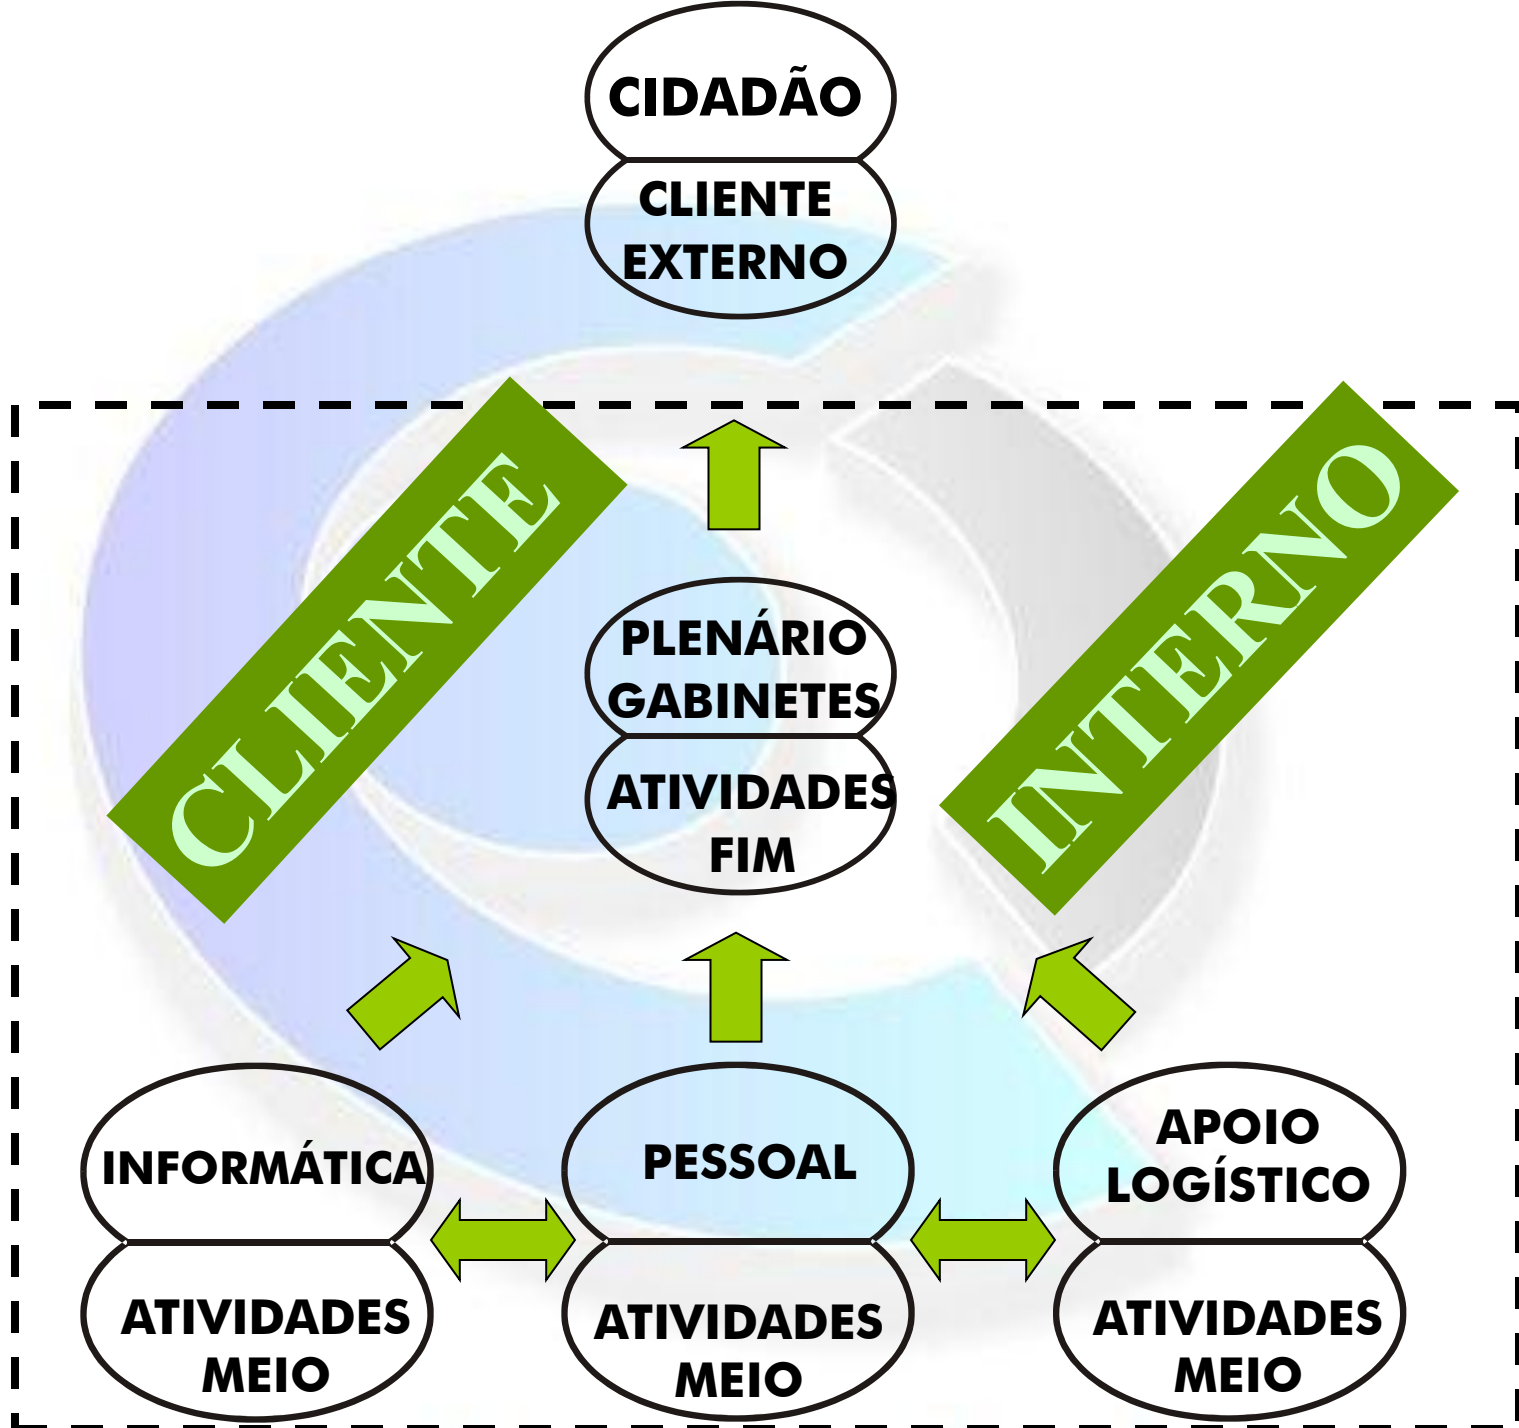 CIDADÃO
CLIENTE
EXTERNO
CLIENTE
INTERNO
PLENÁRIO
GABINETES
ATIVIDADES
FIM
INFORMÁTICA
ATIVIDADES
MEIO
PESSOAL
ATIVIDADES
MEIO
APOIO
LOGÍSTICO
ATIVIDADES
MEIO